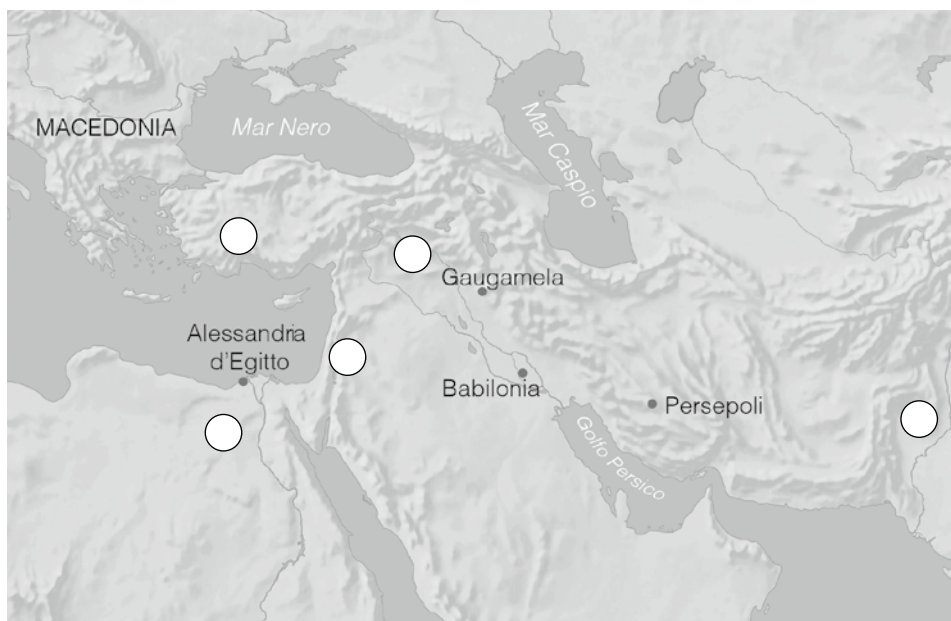 MACEDONIA
Mar Nero
Mar Caspio
Gaugamela
Alessandria
d'Egitto
Babilonia
Persepoli
Golfo Persico